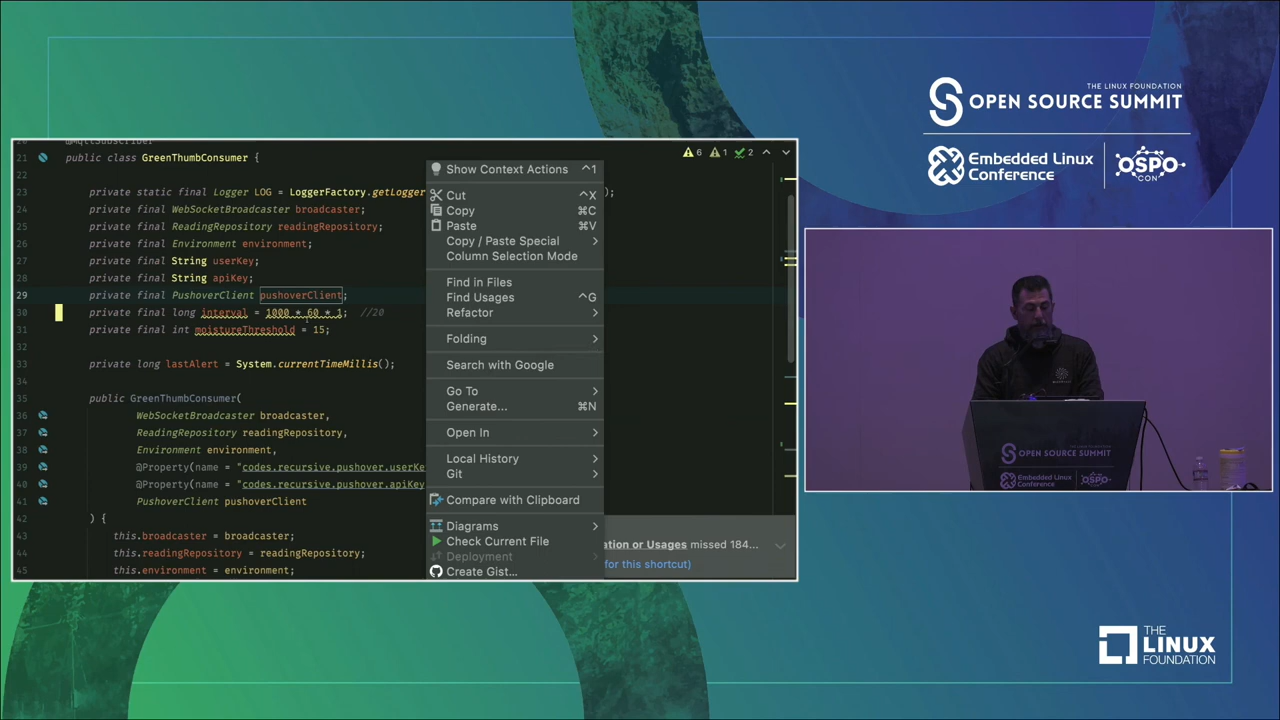 THE LINUX FOUNDATION
OPEN SOURCE SUMMIT
Embedded Linux
Conference
OSPO
CON
20
@MqttSubscriber
21 public class GreenThumbConsumer {
22
23 private static final Logger LOG = LoggerFactory.getLogger );
24 private final WebSocketBroadcaster broadcaster;
25 private final ReadingRepository readingRepository;
26 private final Environment environment;
27 private final String userKey;
28 private final String apiKey;
29 private final PushoverClient pushoverClient;
30 private final long interval = 1000 * 60 * 1; //20
31 private final int moistureThreshold = 15;
32
33 private long lastAlert = System.currentTimeMillis();
34
35 public GreenThumbConsumer(
36 WebSocketBroadcaster broadcaster,
37 ReadingRepository readingRepository,
38 Environment environment,
39 @Property(name = "codes.recursive.pushover.userKe
40 @Property(name = "codes.recursive.pushover.apiKey
41 PushoverClient pushoverClient
42 ) {
43 this.broadcaster = broadcaster;
44 this.readingRepository = readingRepository;
45 this.environment = environment;
6 1 2
Show Context Actions ^1
Cut ^X
Copy ⌘C
Paste ⌘V
Copy / Paste Special
Column Selection Mode
Find in Files
Find Usages ^G
Refactor
Folding
Search with Google
Go To
Generate... ⌘N
Open In
Local History
Git
Compare with Clipboard
Diagrams
Check Current File
Deployment
Create Gist...
ation or Usages missed 184...
for this shortcut)
OPEN SOURCE SUMMIT
Embedded Linux
Conference
OSPO
CON
THE
LINUX
FOUNDATION